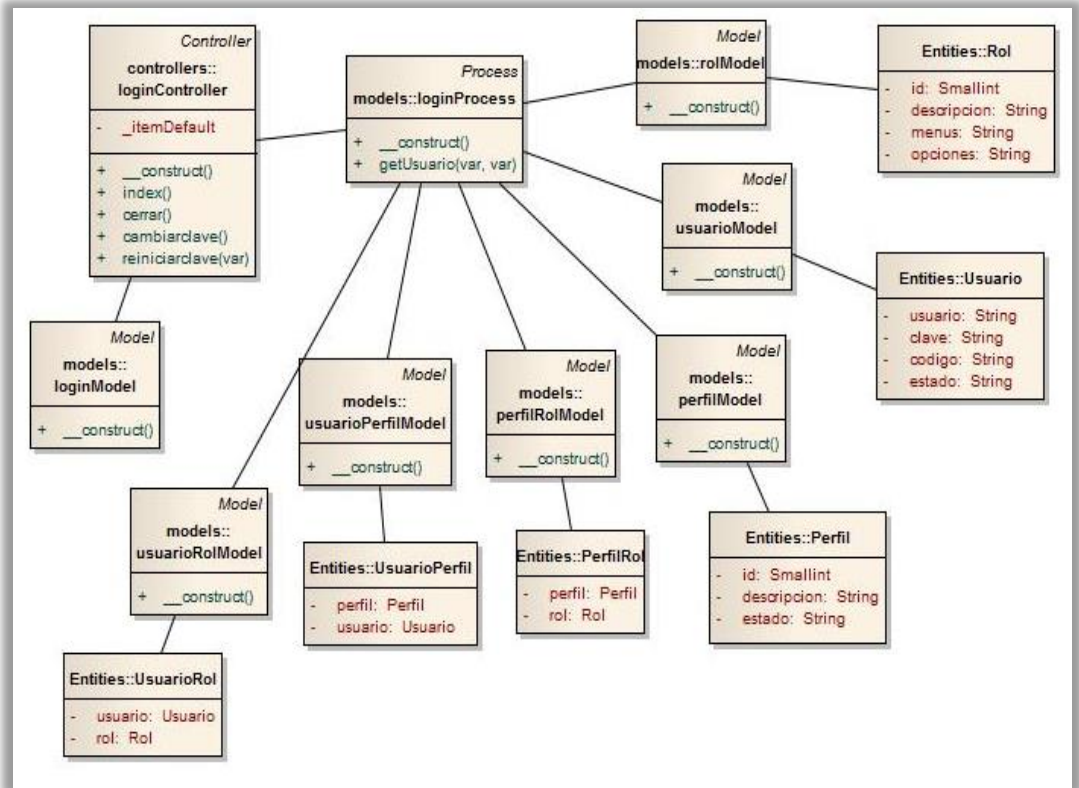 Controller
controllers::
loginController
- _itemDefault
+ __construct()
+ index()
+ cerrar()
+ cambiarclave()
+ reiniciarclave(var)
Process
models::loginProcess
+ __construct()
+ getUsuario(var, var)
Model
models::rolModel
+ __construct()
Entities::Rol
- id: Smallint
- descripcion: String
- menus: String
- opciones: String
Model
models::
usuarioModel
+ __construct()
Entities::Usuario
- usuario: String
- clave: String
- codigo: String
- estado: String
Model
models::
loginModel
+ __construct()
Model
models::
usuarioPerfilModel
+ __construct()
Model
models::
perfilRolModel
+ __construct()
Model
models::
perfilModel
+ __construct()
Model
models::
usuarioRolModel
+ __construct()
Entities::UsuarioPerfil
- perfil: Perfil
- usuario: Usuario
Entities::PerfilRol
- perfil: Perfil
- rol: Rol
Entities::Perfil
- id: Smallint
- descripcion: String
- estado: String
Entities::UsuarioRol
- usuario: Usuario
- rol: Rol